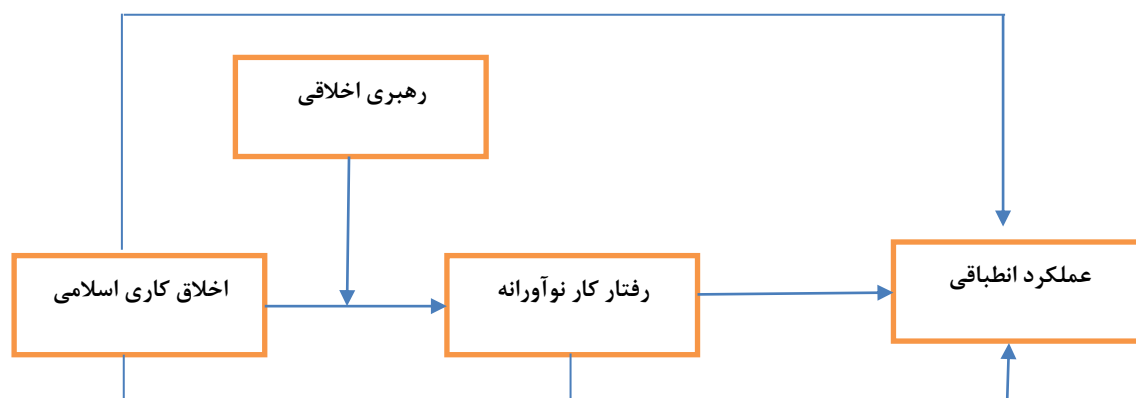 رهبری اخلاقی
اخلاق کاری اسلامی
رفتار کار نوآورانه
عملکرد انطباقی